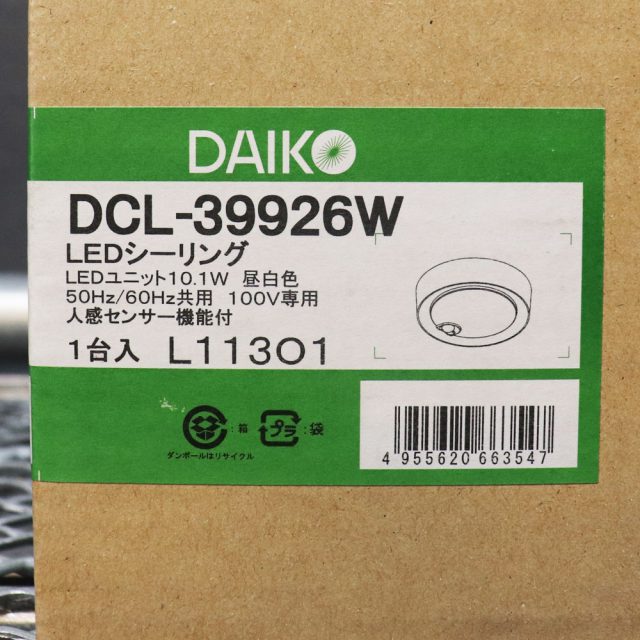 DAIKO
DCL-39926W
LEDシーリング
LEDユニット10.1W 昼白色
50Hz/60Hz共用 100V専用
人感センサー機能付
1台入 L11301
:箱 プラ :袋
ダンボールはリサイクル
4 955620 663547